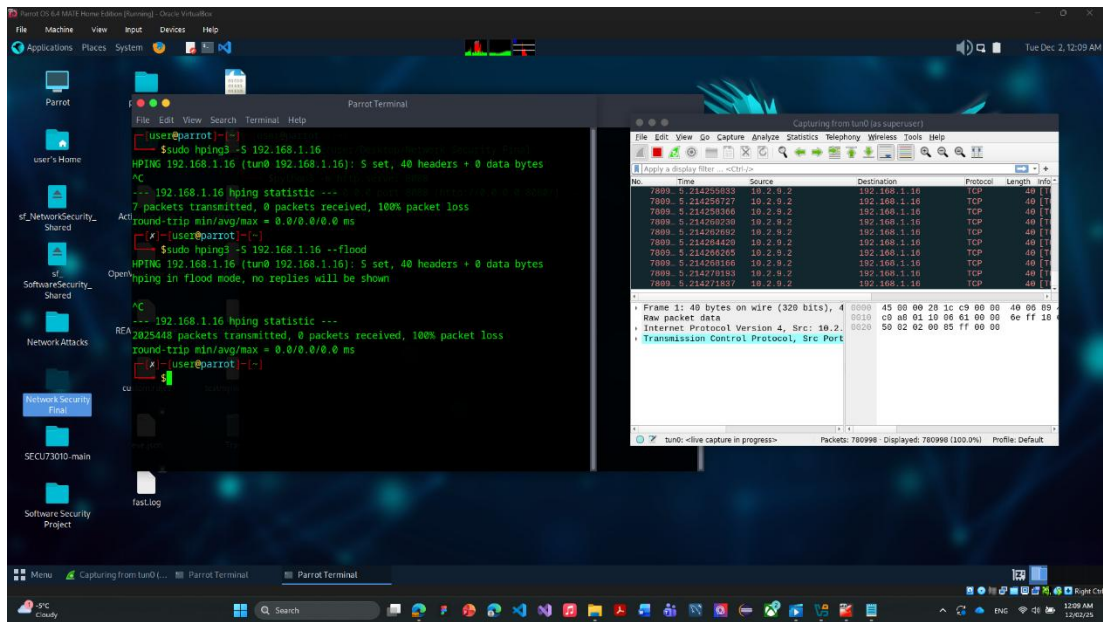 Parrot OS 6.4 MATE Home Edition [Running] - Oracle VirtualBox
File Machine View Input Devices Help
Applications Places System
Tue Dec 2, 12:09 AM
Parrot
user's Home
sf_NetworkSecurity_
Shared
sf_
SoftwareSecurity_
Shared
Network Attacks
Network Security
Final
SECU73010-main
Software Security
Project
fast.log
Parrot Terminal
File Edit View Search Terminal Help
[user@parrot]-[~]
$sudo hping3 -S 192.168.1.16
HPING 192.168.1.16 (tun0 192.168.1.16): S set, 40 headers + 0 data bytes
^C
--- 192.168.1.16 hping statistic ---
7 packets transmitted, 0 packets received, 100% packet loss
round-trip min/avg/max = 0.0/0.0/0.0 ms
[x]-[user@parrot]-[~]
$sudo hping3 -S 192.168.1.16 --flood
HPING 192.168.1.16 (tun0 192.168.1.16): S set, 40 headers + 0 data bytes
hping in flood mode, no replies will be shown
^C
--- 192.168.1.16 hping statistic ---
2025448 packets transmitted, 0 packets received, 100% packet loss
round-trip min/avg/max = 0.0/0.0/0.0 ms
[x]-[user@parrot]-[~]
$
Capturing from tun0 (as superuser)
File Edit View Go Capture Analyze Statistics Telephony Wireless Tools Help
Apply a display filter ... <Ctrl-/>
No. Time Source Destination Protocol Length Info
7809… 5.214255033 10.2.9.2 192.168.1.16 TCP 40
7809… 5.214256727 10.2.9.2 192.168.1.16 TCP 40
7809… 5.214258366 10.2.9.2 192.168.1.16 TCP 40
7809… 5.214260230 10.2.9.2 192.168.1.16 TCP 40
7809… 5.214262692 10.2.9.2 192.168.1.16 TCP 40
7809… 5.214264420 10.2.9.2 192.168.1.16 TCP 40
7809… 5.214266265 10.2.9.2 192.168.1.16 TCP 40
7809… 5.214268166 10.2.9.2 192.168.1.16 TCP 40
7809… 5.214270193 10.2.9.2 192.168.1.16 TCP 40
7809… 5.214271837 10.2.9.2 192.168.1.16 TCP 40
Frame 1: 40 bytes on wire (320 bits), 4
Raw packet data
Internet Protocol Version 4, Src: 10.2.
Transmission Control Protocol, Src Port
0000 45 00 00 28 1c c9 00 00 40 06 89
0010 c0 a8 01 10 06 61 00 00 6e ff 18
0020 50 02 02 00 85 ff 00 00
tun0: <live capture in progress> Packets: 780998 · Displayed: 780998 (100.0%) Profile: Default
Menu Capturing from tun0 (... Parrot Terminal Parrot Terminal
Right Ctrl
-5°C
Cloudy
Search
ENG
12:09 AM
12/02/25